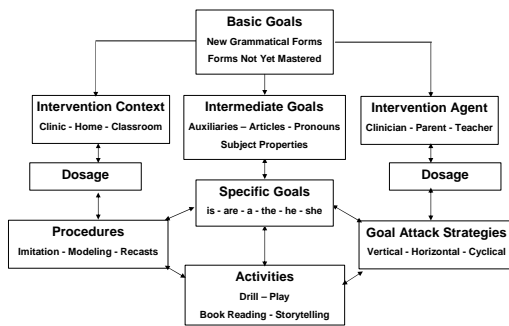 Basic Goals
New Grammatical Forms
Forms Not Yet Mastered
Intervention Context
Clinic - Home - Classroom
Intermediate Goals
Auxiliaries – Articles - Pronouns
Subject Properties
Intervention Agent
Clinician - Parent - Teacher
Dosage
Dosage
Specific Goals
is - are - a - the - he - she
Procedures
Imitation - Modeling - Recasts
Goal Attack Strategies
Vertical - Horizontal - Cyclical
Activities
Drill – Play
Book Reading - Storytelling